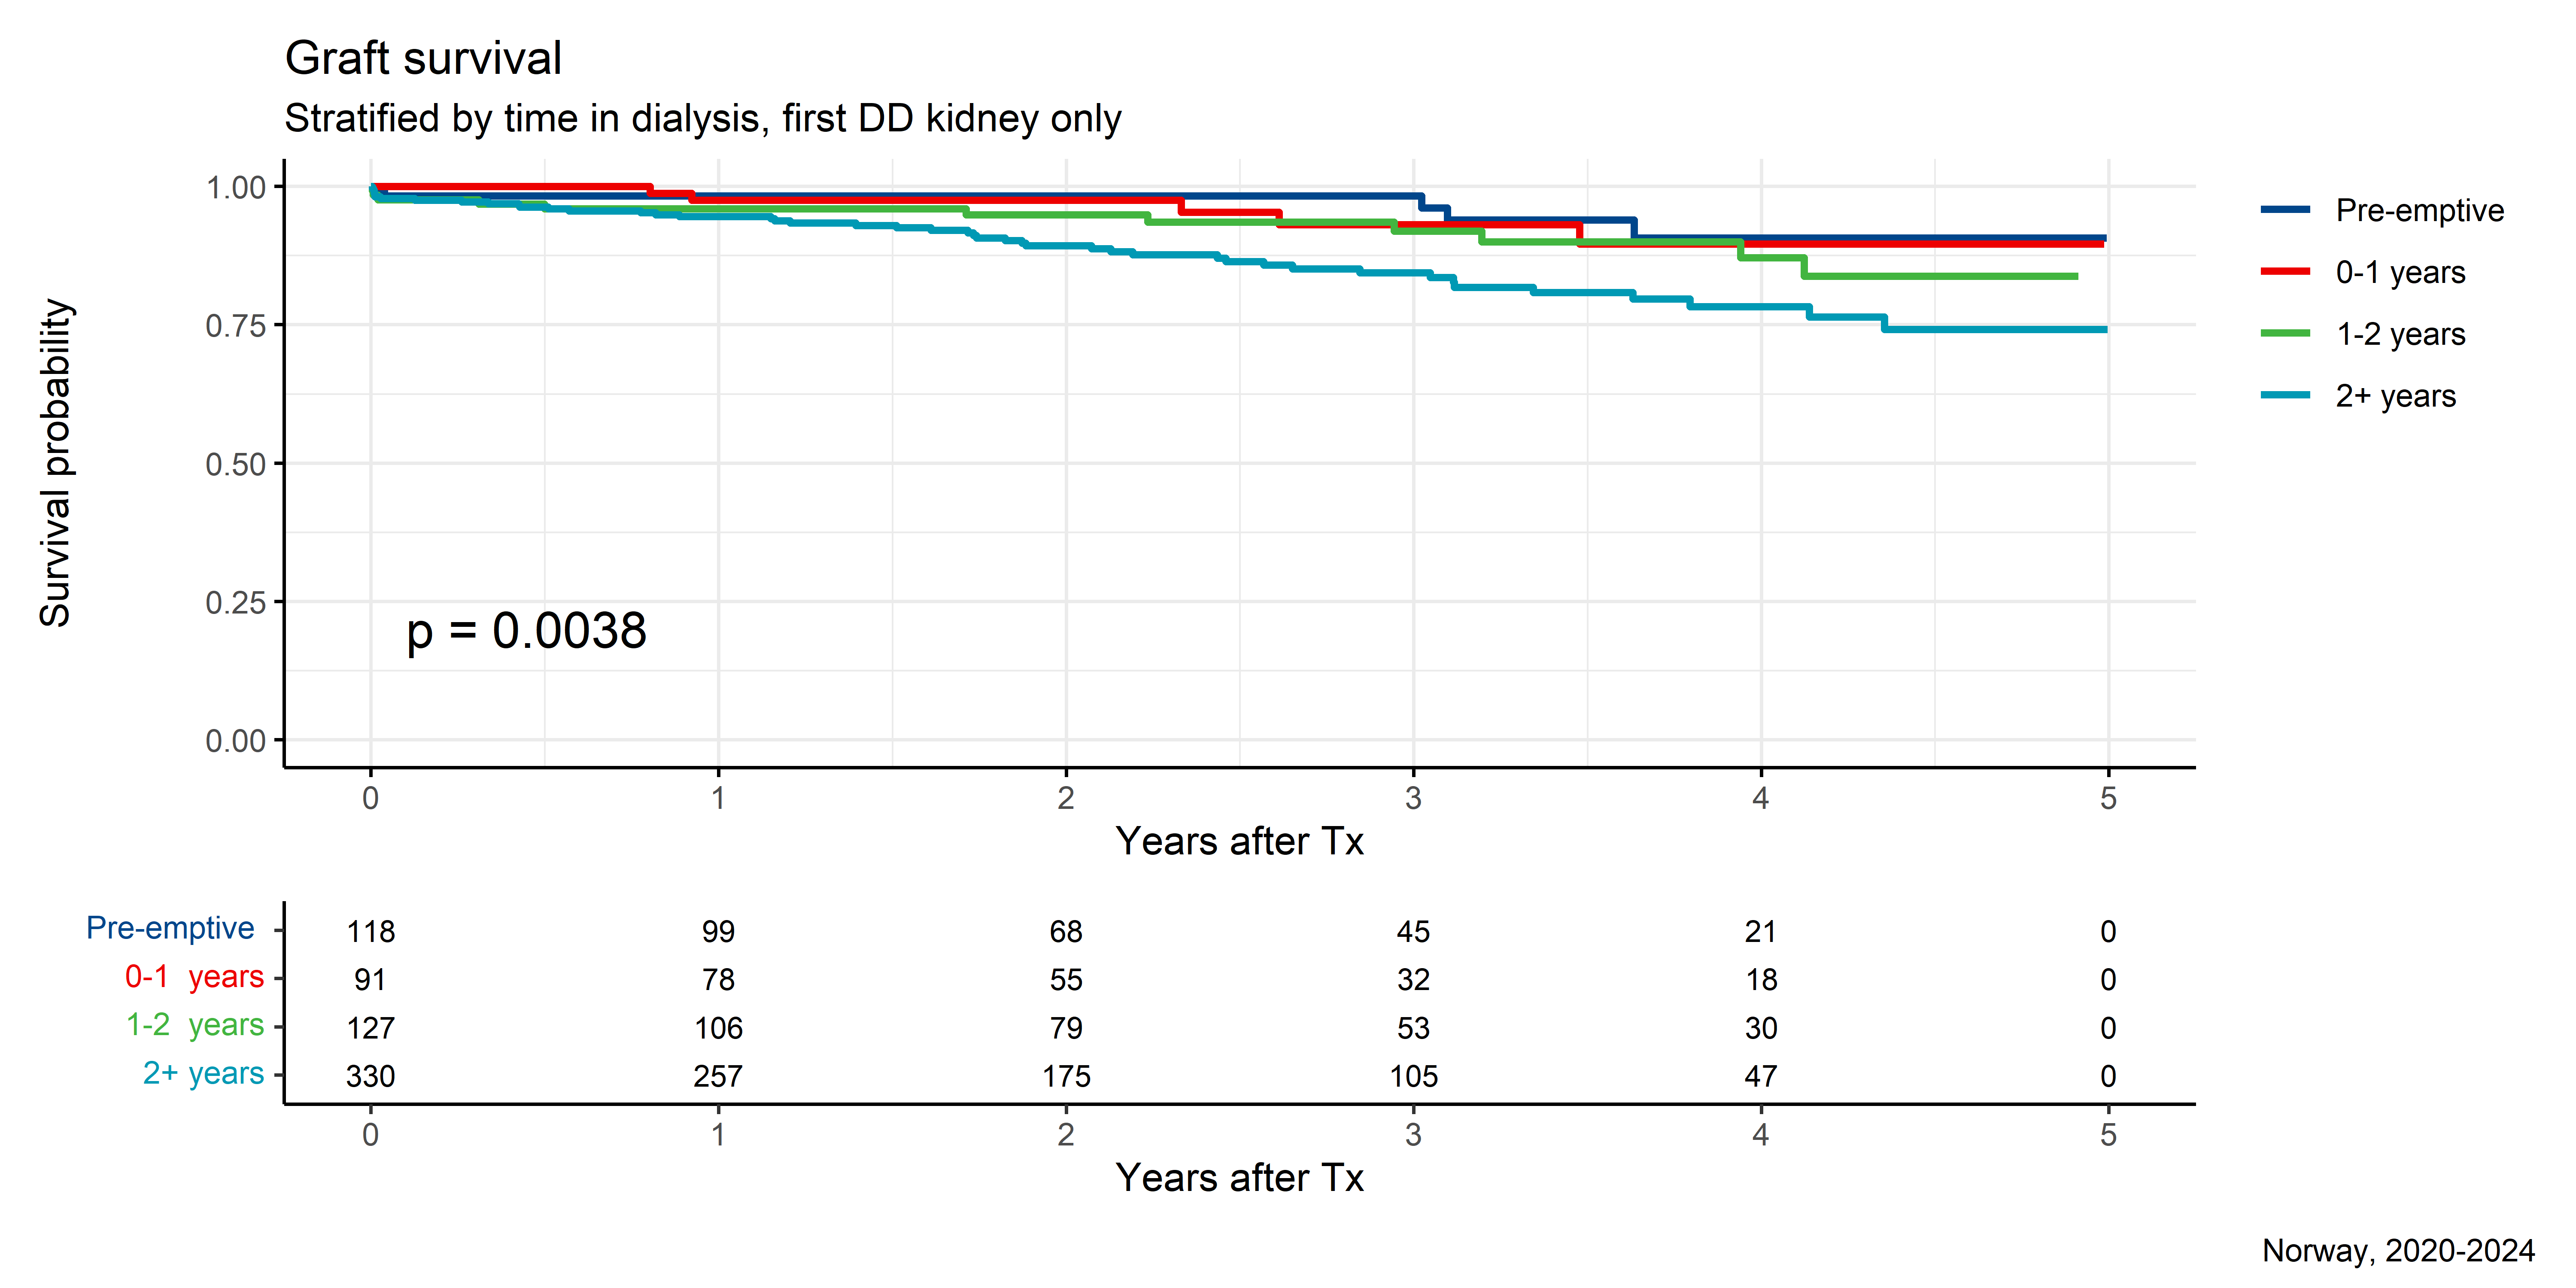 Graft survival
Stratified by time in dialysis, first DD kidney only
Survival probability
1.00
0.75
0.50
0.25
0.00
p = 0.0038
0 1 2 3 4 5
Years after Tx
Pre-emptive
0-1 years
1-2 years
2+ years
Pre-emptive 118 99 68 45 21 0
0-1 years 91 78 55 32 18 0
1-2 years 127 106 79 53 30 0
2+ years 330 257 175 105 47 0
0 1 2 3 4 5
Years after Tx
Norway, 2020-2024